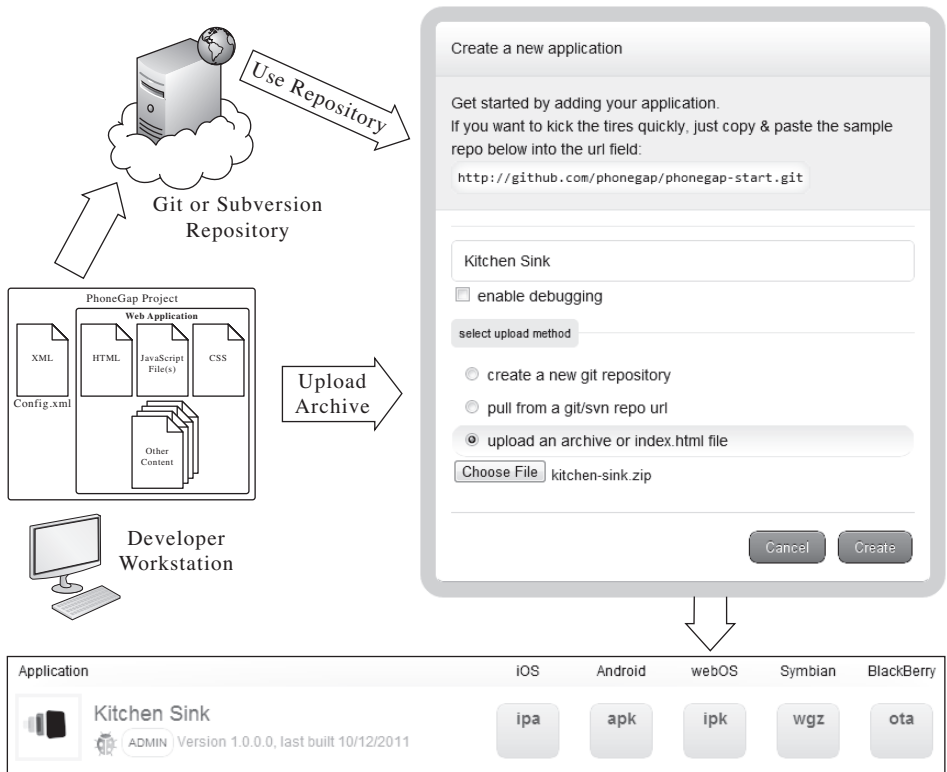 Use Repository
Git or Subversion
Repository
PhoneGap Project
Web Application
XML
HTML
JavaScript
File(s)
CSS
Config.xml
Other
Content
Upload
Archive
Developer
Workstation
Create a new application
Get started by adding your application.
If you want to kick the tires quickly, just copy & paste the sample
repo below into the url field:
http://github.com/phonegap/phonegap-start.git
Kitchen Sink
enable debugging
select upload method
create a new git repository
pull from a git/svn repo url
upload an archive or index.html file
Choose File kitchen-sink.zip
Cancel Create
Application iOS Android webOS Symbian BlackBerry
Kitchen Sink
ADMIN Version 1.0.0.0, last built 10/12/2011
ipa apk ipk wgz ota